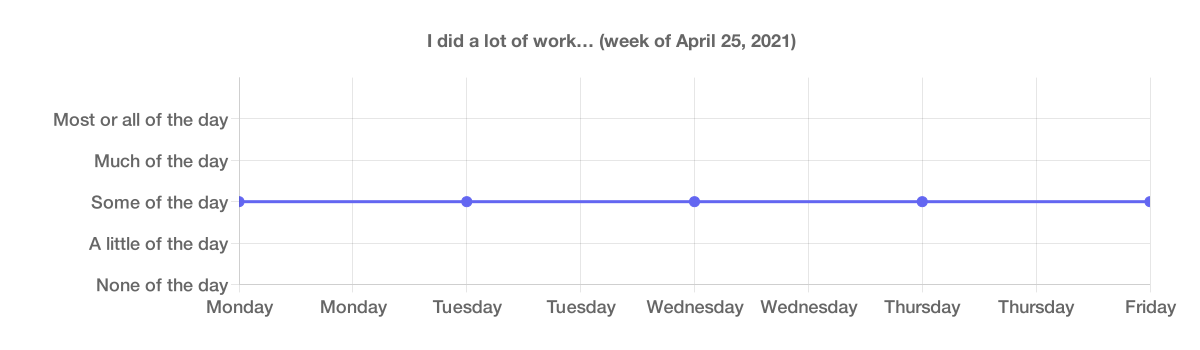 I did a lot of work... (week of April 25, 2021)
Most or all of the day
Much of the day
Some of the day
A little of the day
None of the day
Monday Monday Tuesday Tuesday Wednesday Wednesday Thursday Thursday Friday